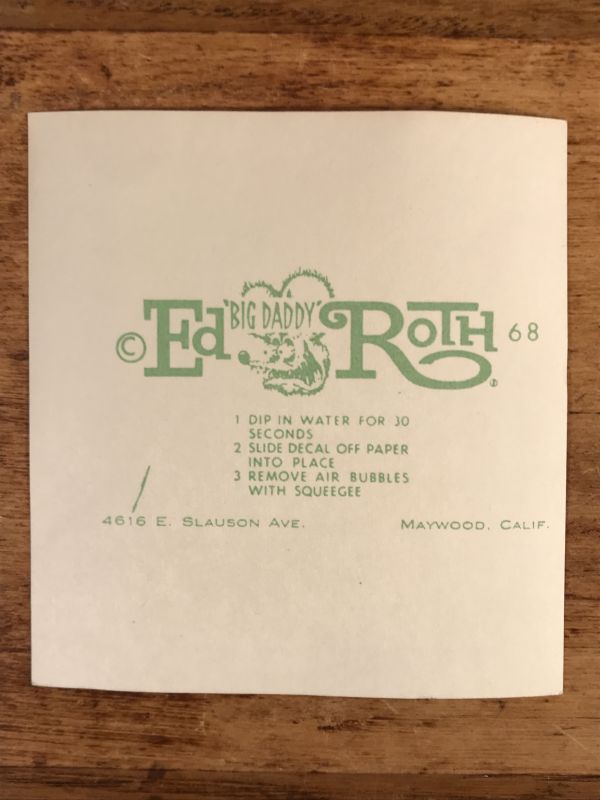 © Ed "BIG DADDY" ROTH 68
1 DIP IN WATER FOR 30
SECONDS
2 SLIDE DECAL OFF PAPER
INTO PLACE
3 REMOVE AIR BUBBLES
WITH SQUEEGEE
4616 E. SLAUSON AVE. MAYWOOD, CALIF.